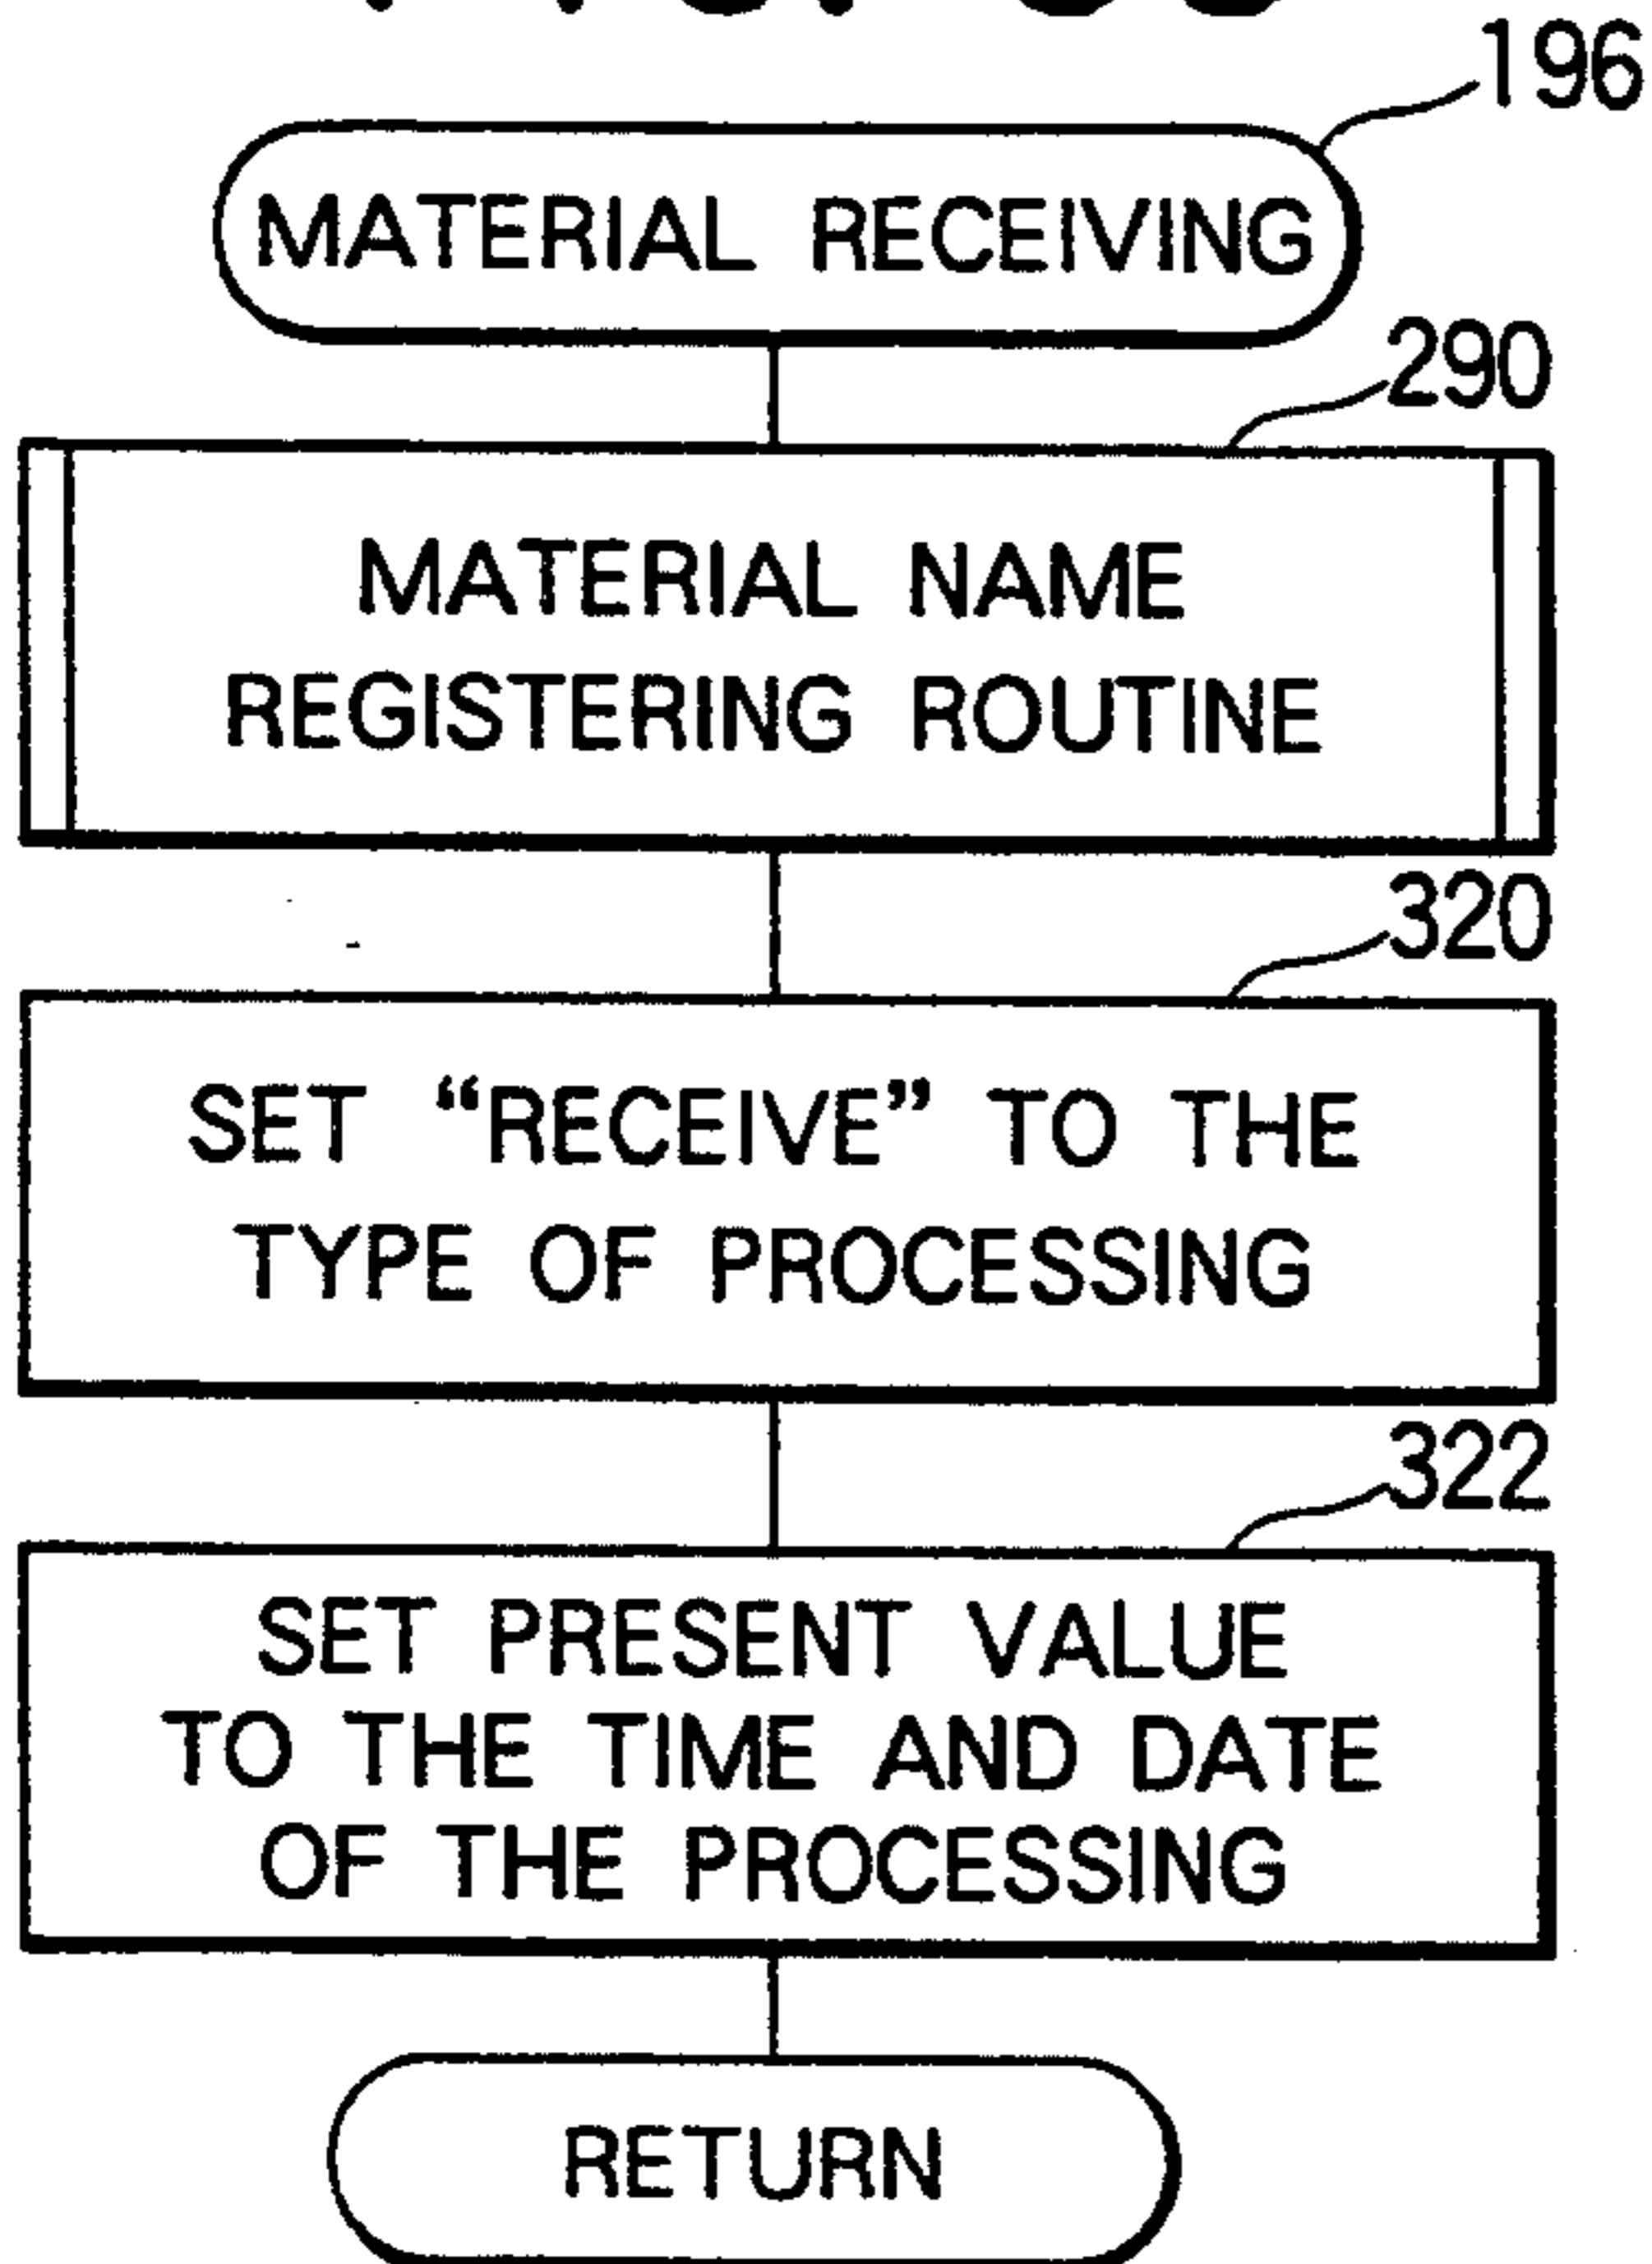 196
MATERIAL RECEIVING
290
MATERIAL NAME
REGISTERING ROUTINE
320
SET “RECEIVE” TO THE
TYPE OF PROCESSING
322
SET PRESENT VALUE
TO THE TIME AND DATE
OF THE PROCESSING
RETURN